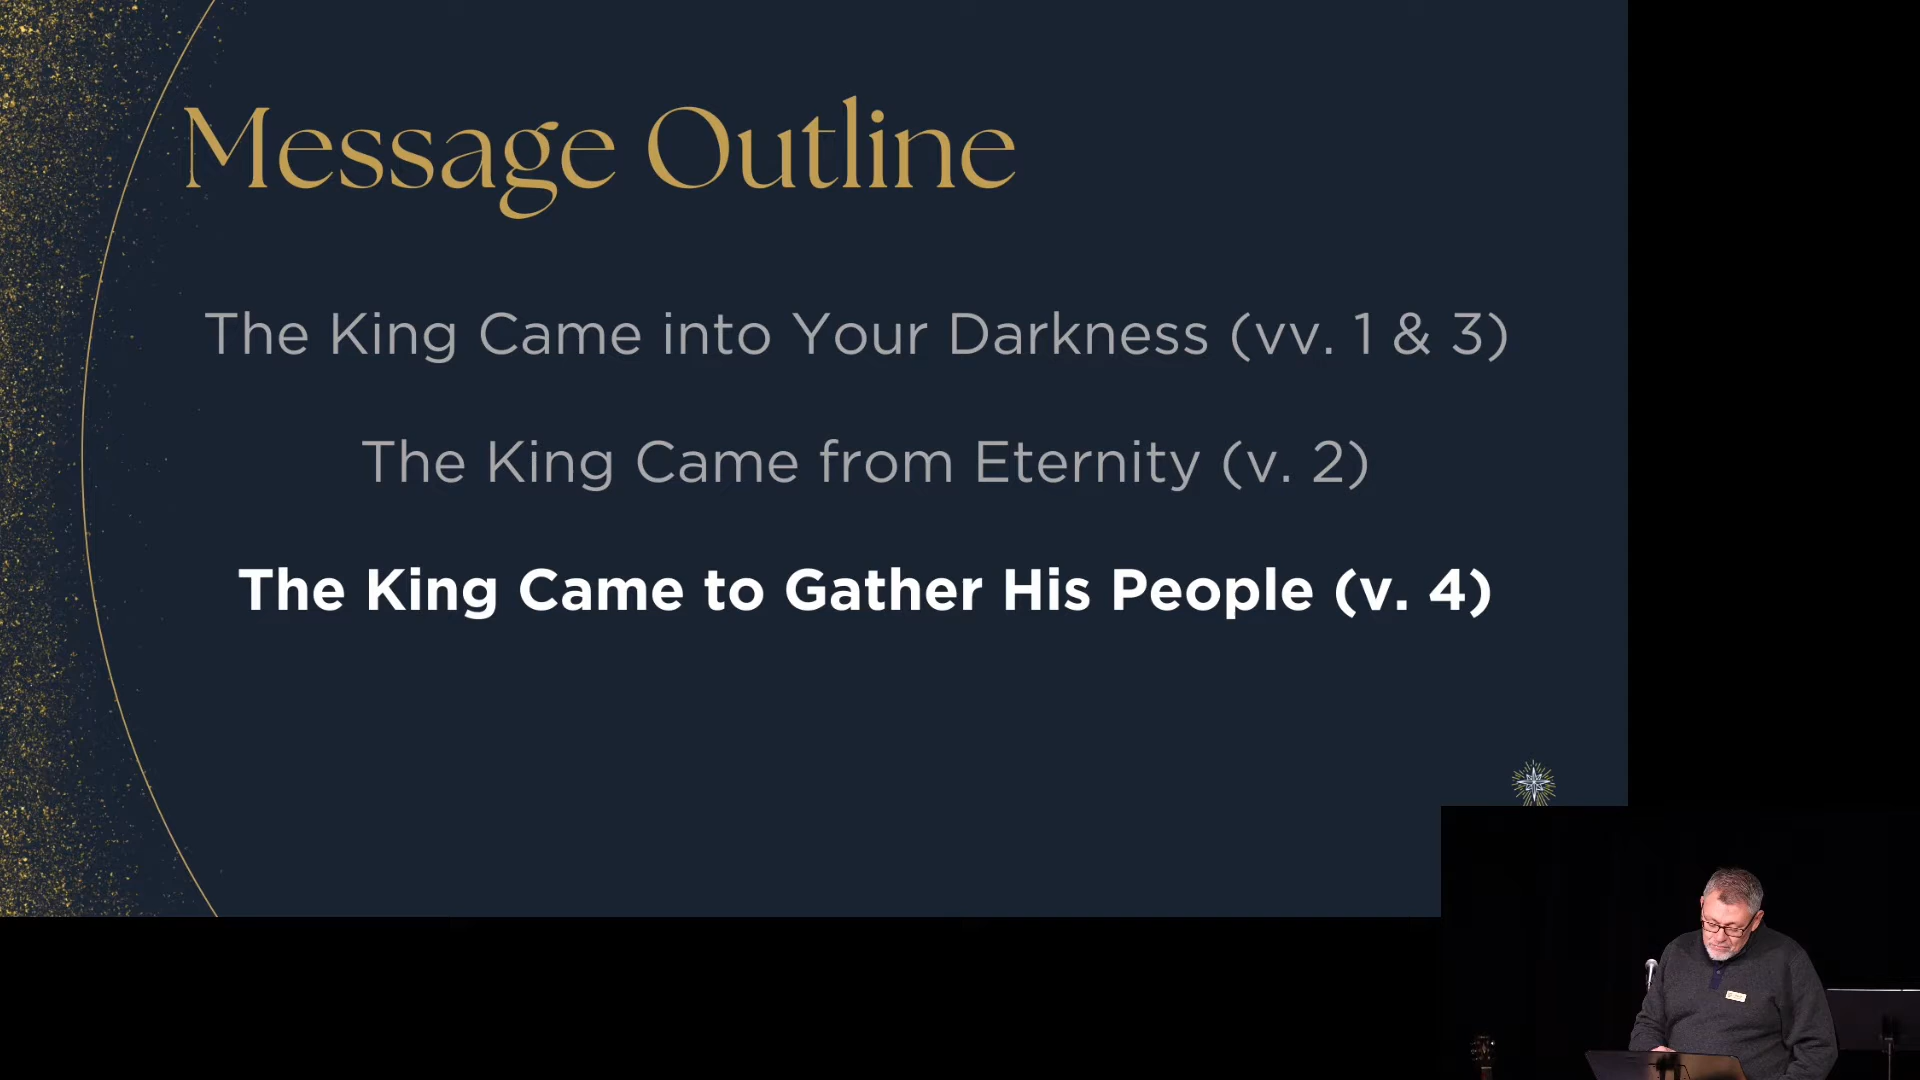 Message Outline
The King Came into Your Darkness (vv. 1 & 3)
The King Came from Eternity (v. 2)
The King Came to Gather His People (v. 4)